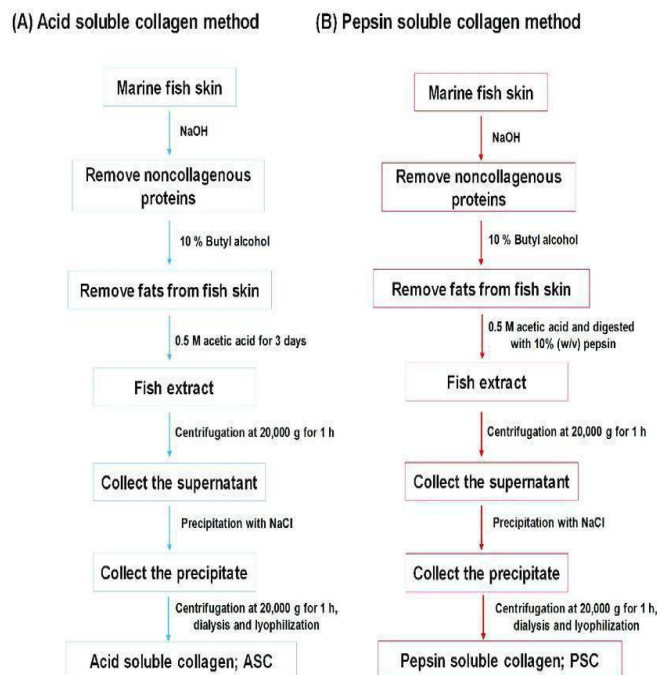 (A) Acid soluble collagen method
Marine fish skin
NaOH
Remove noncollagenous
proteins
10 % Butyl alcohol
Remove fats from fish skin
0.5 M acetic acid for 3 days
Fish extract
Centrifugation at 20,000 g for 1 h
Collect the supernatant
Precipitation with NaCl
Collect the precipitate
Centrifugation at 20,000 g for 1 h,
dialysis and lyophilization
Acid soluble collagen; ASC
(B) Pepsin soluble collagen method
Marine fish skin
NaOH
Remove noncollagenous
proteins
10 % Butyl alcohol
Remove fats from fish skin
0.5 M acetic acid and digested
with 10% (w/v) pepsin
Fish extract
Centrifugation at 20,000 g for 1 h
Collect the supernatant
Precipitation with NaCl
Collect the precipitate
Centrifugation at 20,000 g for 1 h,
dialysis and lyophilization
Pepsin soluble collagen; PSC